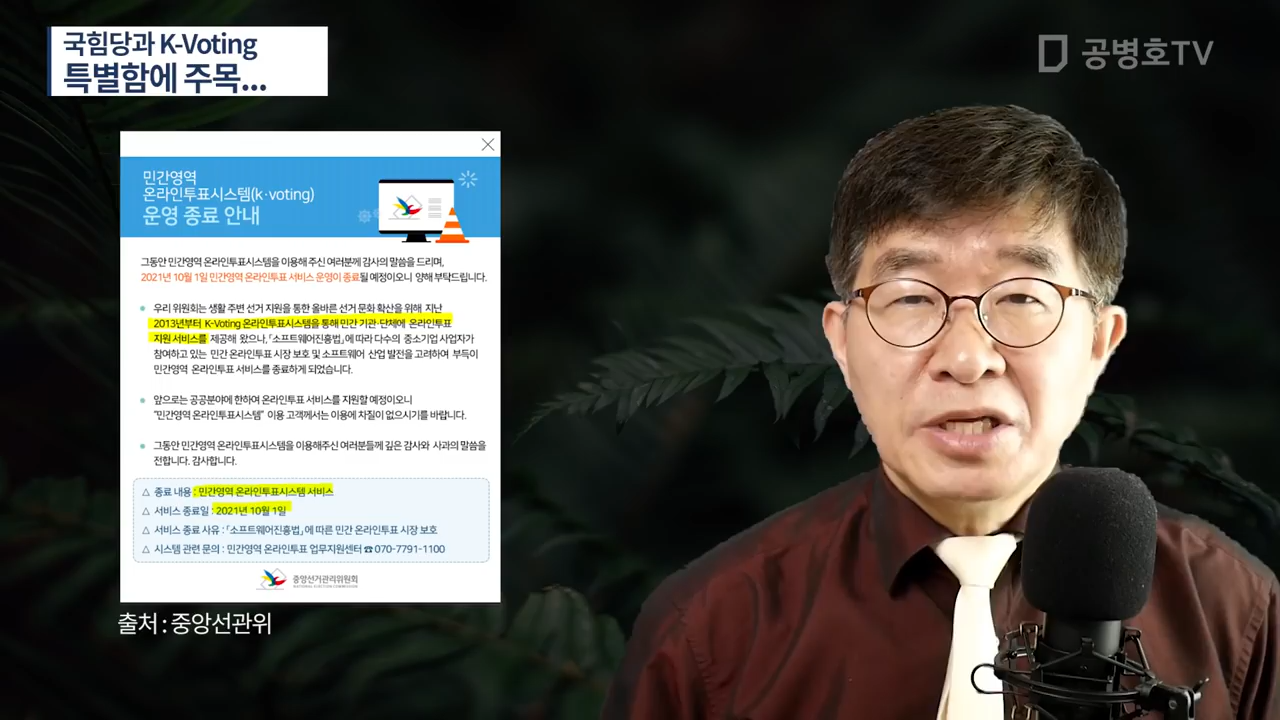 국힘당과 K-Voting
특별함에 주목...
공병호TV
민간영역
온라인투표시스템(k·voting)
운영 종료 안내
그동안 민간영역 온라인투표시스템을 이용해 주신 여러분께 감사의 말씀을 드리며,
2021년 10월 1일 민간영역 온라인투표 서비스 운영이 종료될 예정이오니 양해 부탁드립니다.
우리 위원회는 생활 주변 선거 지원을 통한 올바른 선거 문화 확산을 위해 지난
2013년부터 K-Voting 온라인투표시스템을 통해 민간 기관·단체에 온라인투표
지원 서비스를 제공해 왔으나, 「소프트웨어진흥법」에 따라 다수의 중소기업 사업자가
참여하고 있는 민간 온라인투표 시장 보호 및 소프트웨어 산업 발전을 고려하여 부득이
민간영역 온라인투표 서비스를 종료하게 되었습니다.
앞으로는 공공분야에 한하여 온라인투표 서비스를 지원할 예정이오니
"민간영역 온라인투표시스템" 이용 고객께서는 이용에 차질이 없으시기를 바랍니다.
그동안 민간영역 온라인투표시스템을 이용해주신 여러분들께 깊은 감사와 사과의 말씀을
전합니다. 감사합니다.
△ 종료 내용 : 민간영역 온라인투표시스템 서비스
△ 서비스 종료일 : 2021년 10월 1일
△ 서비스 종료 사유 : 「소프트웨어진흥법」에 따른 민간 온라인투표 시장 보호
△ 시스템 관련 문의 : 민간영역 온라인투표 업무지원센터 ☎ 070-7791-1100
중앙선거관리위원회
NATIONAL ELECTION COMMISSION
출처 : 중앙선관위